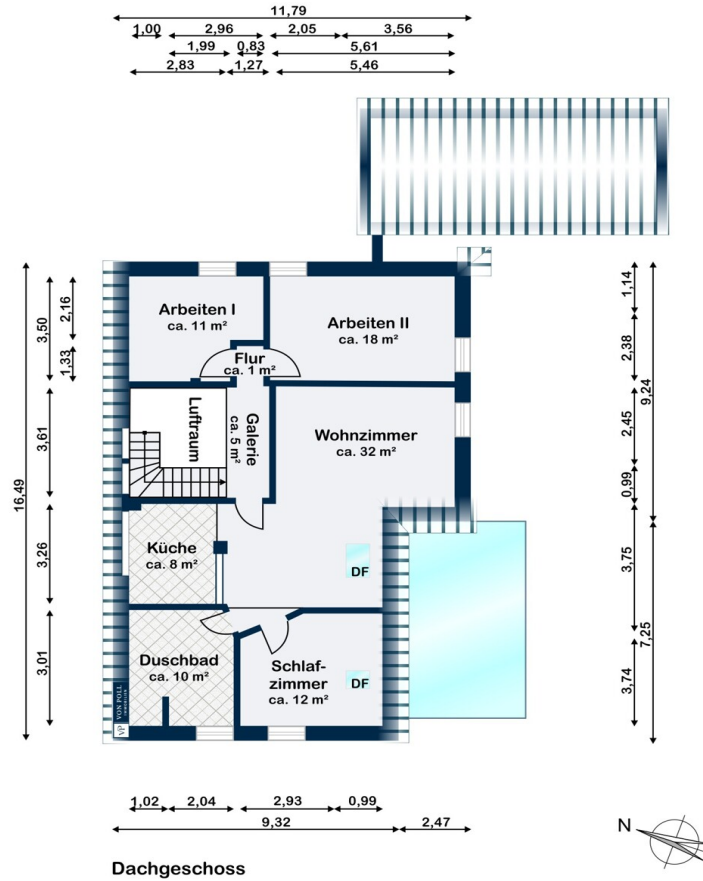 11,79
1,00 2,96 2,05 3,56
1,99 0,83 5,61
2,83 1,27 5,46
Arbeiten I
ca. 11 m²
Arbeiten II
ca. 18 m²
Flur
ca. 1 m²
Luftraum
Galerie
ca. 5 m²
Wohnzimmer
ca. 32 m²
Küche
ca. 8 m²
DF
Duschbad
ca. 10 m²
Schlaf-
zimmer
ca. 12 m²
DF
VON POLL
IMMOBILIEN
VP
16,49
3,50
2,16
1,33
3,61
3,26
3,01
1,14
2,38
2,45
0,99
3,75
3,74
9,24
7,25
1,02 2,04 2,93 0,99
9,32 2,47
N
Dachgeschoss